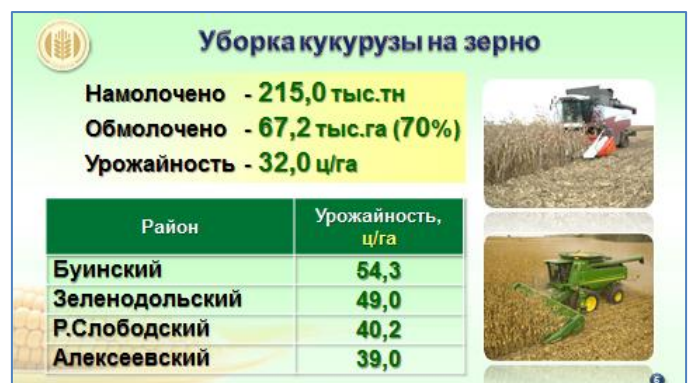 Уборка кукурузы на зерно
Намолочено - 215,0 тыс.тн
Обмолочено - 67,2 тыс.га (70%)
Урожайность - 32,0 ц/га
Район
Урожайность,
ц/га
Буинский 54,3
Зеленодольский 49,0
Р.Слободский 40,2
Алексеевский 39,0